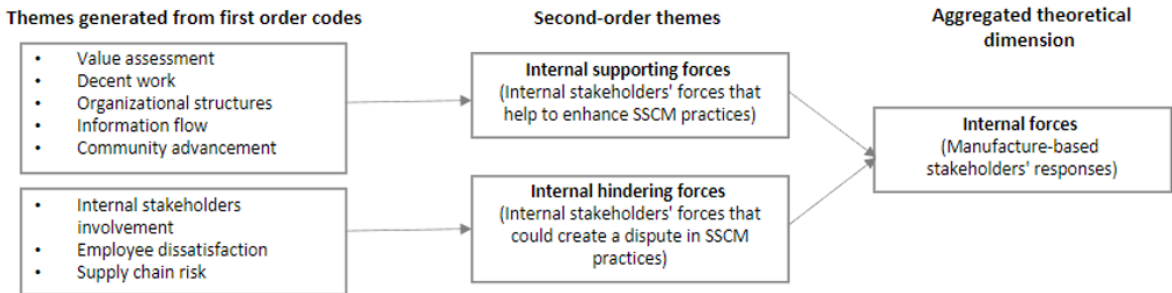 Themes generated from first order codes
• Value assessment
• Decent work
• Organizational structures
• Information flow
• Community advancement
• Internal stakeholders
involvement
• Employee dissatisfaction
• Supply chain risk
Second-order themes
Internal supporting forces
(Internal stakeholders' forces that
help to enhance SSCM practices)
Internal hindering forces
(Internal stakeholders' forces that
could create a dispute in SSCM
practices)
Aggregated theoretical
dimension
Internal forces
(Manufacture-based
stakeholders' responses)